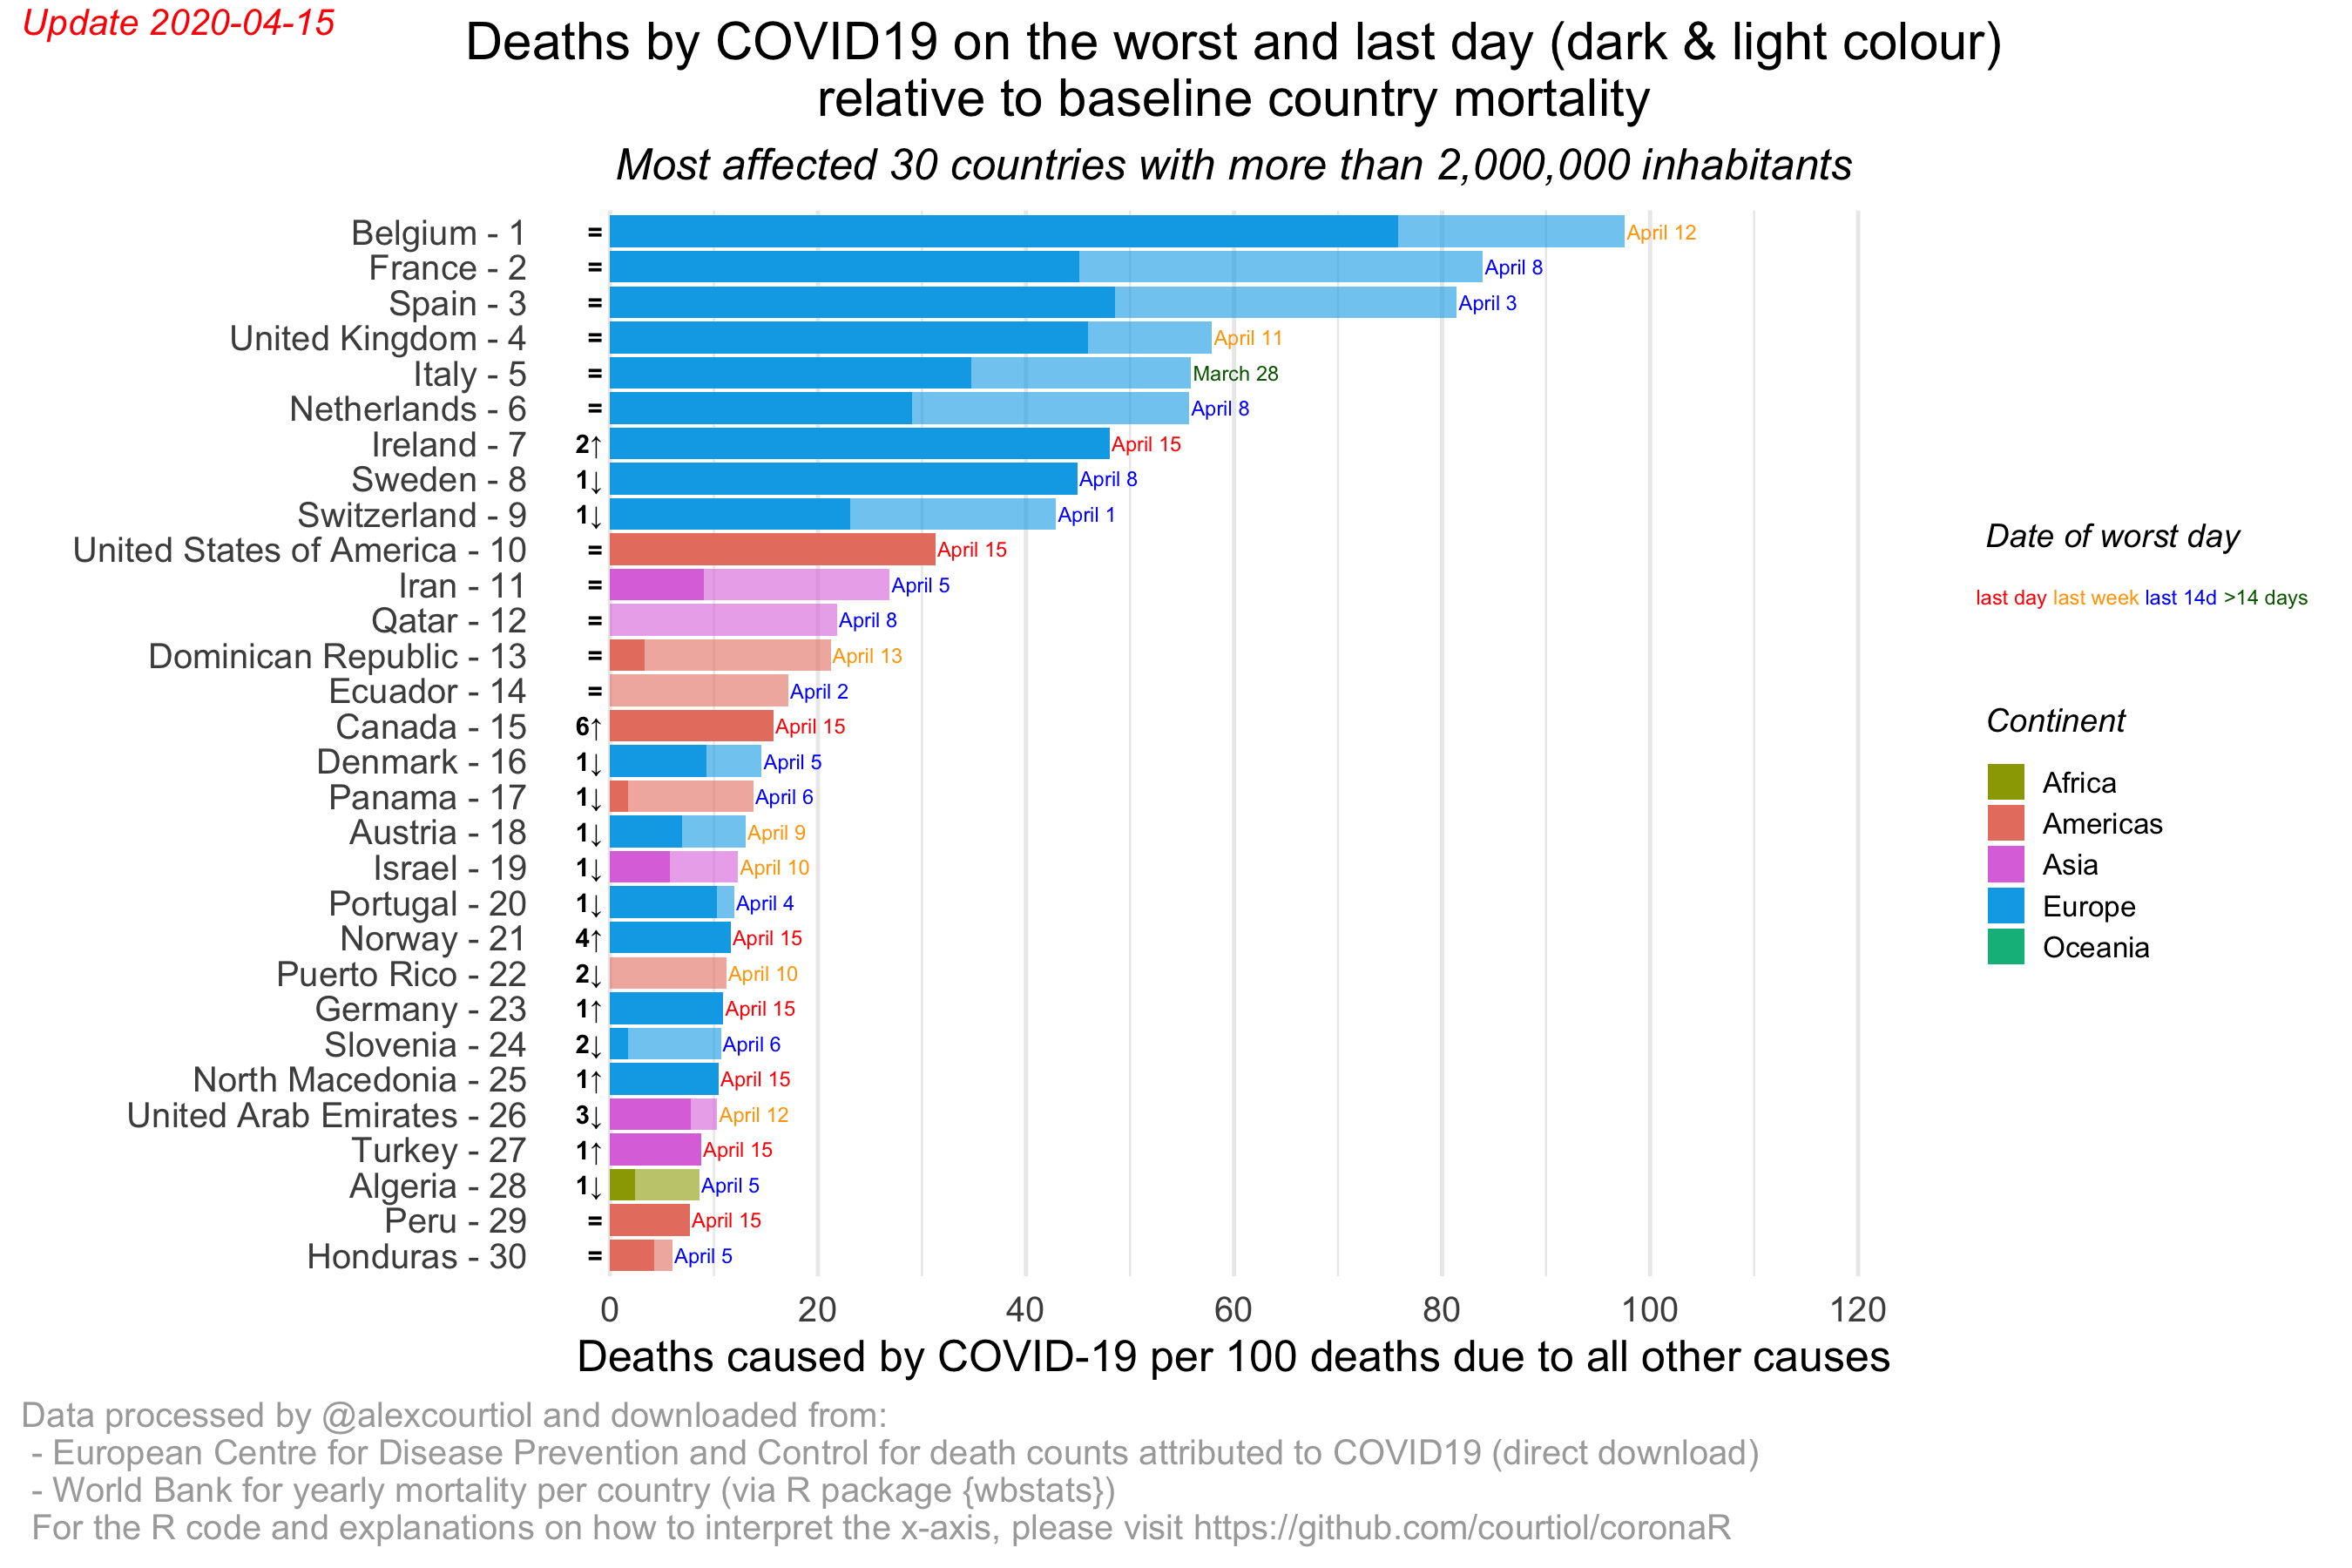 Update 2020-04-15
Deaths by COVID19 on the worst and last day (dark & light colour)
relative to baseline country mortality
Most affected 30 countries with more than 2,000,000 inhabitants
Belgium - 1 = April 12
France - 2 = April 8
Spain - 3 = April 3
United Kingdom - 4 = April 11
Italy - 5 = March 28
Netherlands - 6 = April 8
Ireland - 7 2↑ April 15
Sweden - 8 1↓ April 8
Switzerland - 9 1↓ April 1
United States of America - 10 = April 15
Iran - 11 = April 5
Qatar - 12 = April 8
Dominican Republic - 13 = April 13
Ecuador - 14 = April 2
Canada - 15 6↑ April 15
Denmark - 16 1↓ April 5
Panama - 17 1↓ April 6
Austria - 18 1↓ April 9
Israel - 19 1↓ April 10
Portugal - 20 1↓ April 4
Norway - 21 4↑ April 15
Puerto Rico - 22 2↓ April 10
Germany - 23 1↑ April 15
Slovenia - 24 2↓ April 6
North Macedonia - 25 1↑ April 15
United Arab Emirates - 26 3↓ April 12
Turkey - 27 1↑ April 15
Algeria - 28 1↓ April 5
Peru - 29 = April 15
Honduras - 30 = April 5
0 20 40 60 80 100 120
Deaths caused by COVID-19 per 100 deaths due to all other causes
Date of worst day
last day last week last 14d >14 days
Continent
Africa
Americas
Asia
Europe
Oceania
Data processed by @alexcourtiol and downloaded from:
- European Centre for Disease Prevention and Control for death counts attributed to COVID19 (direct download)
- World Bank for yearly mortality per country (via R package {wbstats})
For the R code and explanations on how to interpret the x-axis, please visit https://github.com/courtiol/coronaR